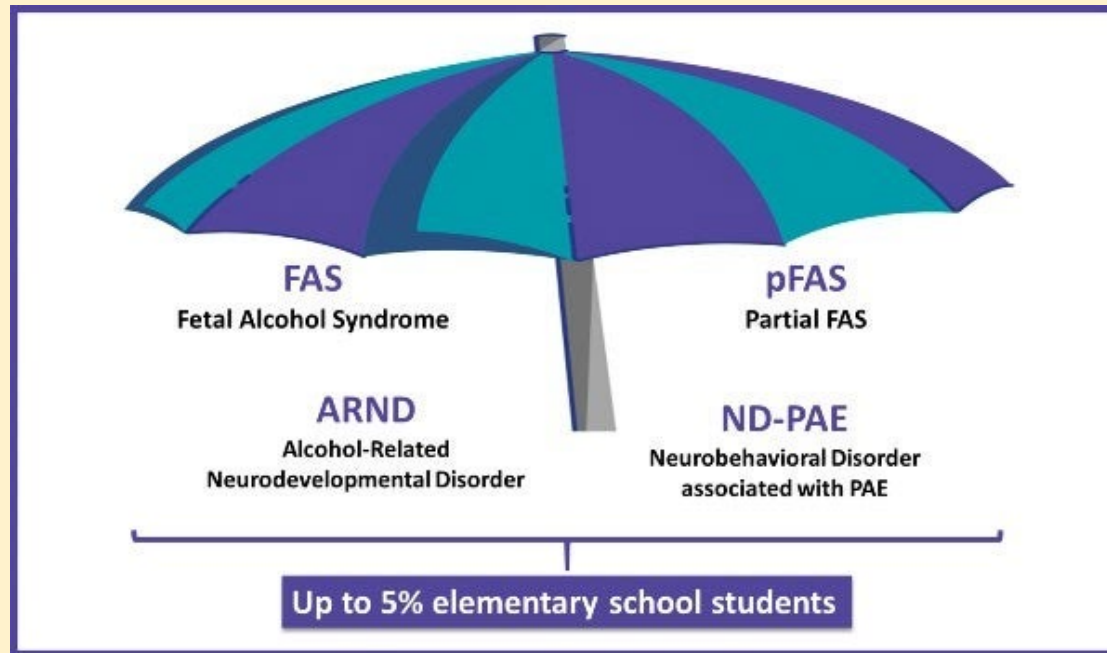 FAS
Fetal Alcohol Syndrome
pFAS
Partial FAS
ARND
Alcohol-Related
Neurodevelopmental Disorder
ND-PAE
Neurobehavioral Disorder
associated with PAE
Up to 5% elementary school students